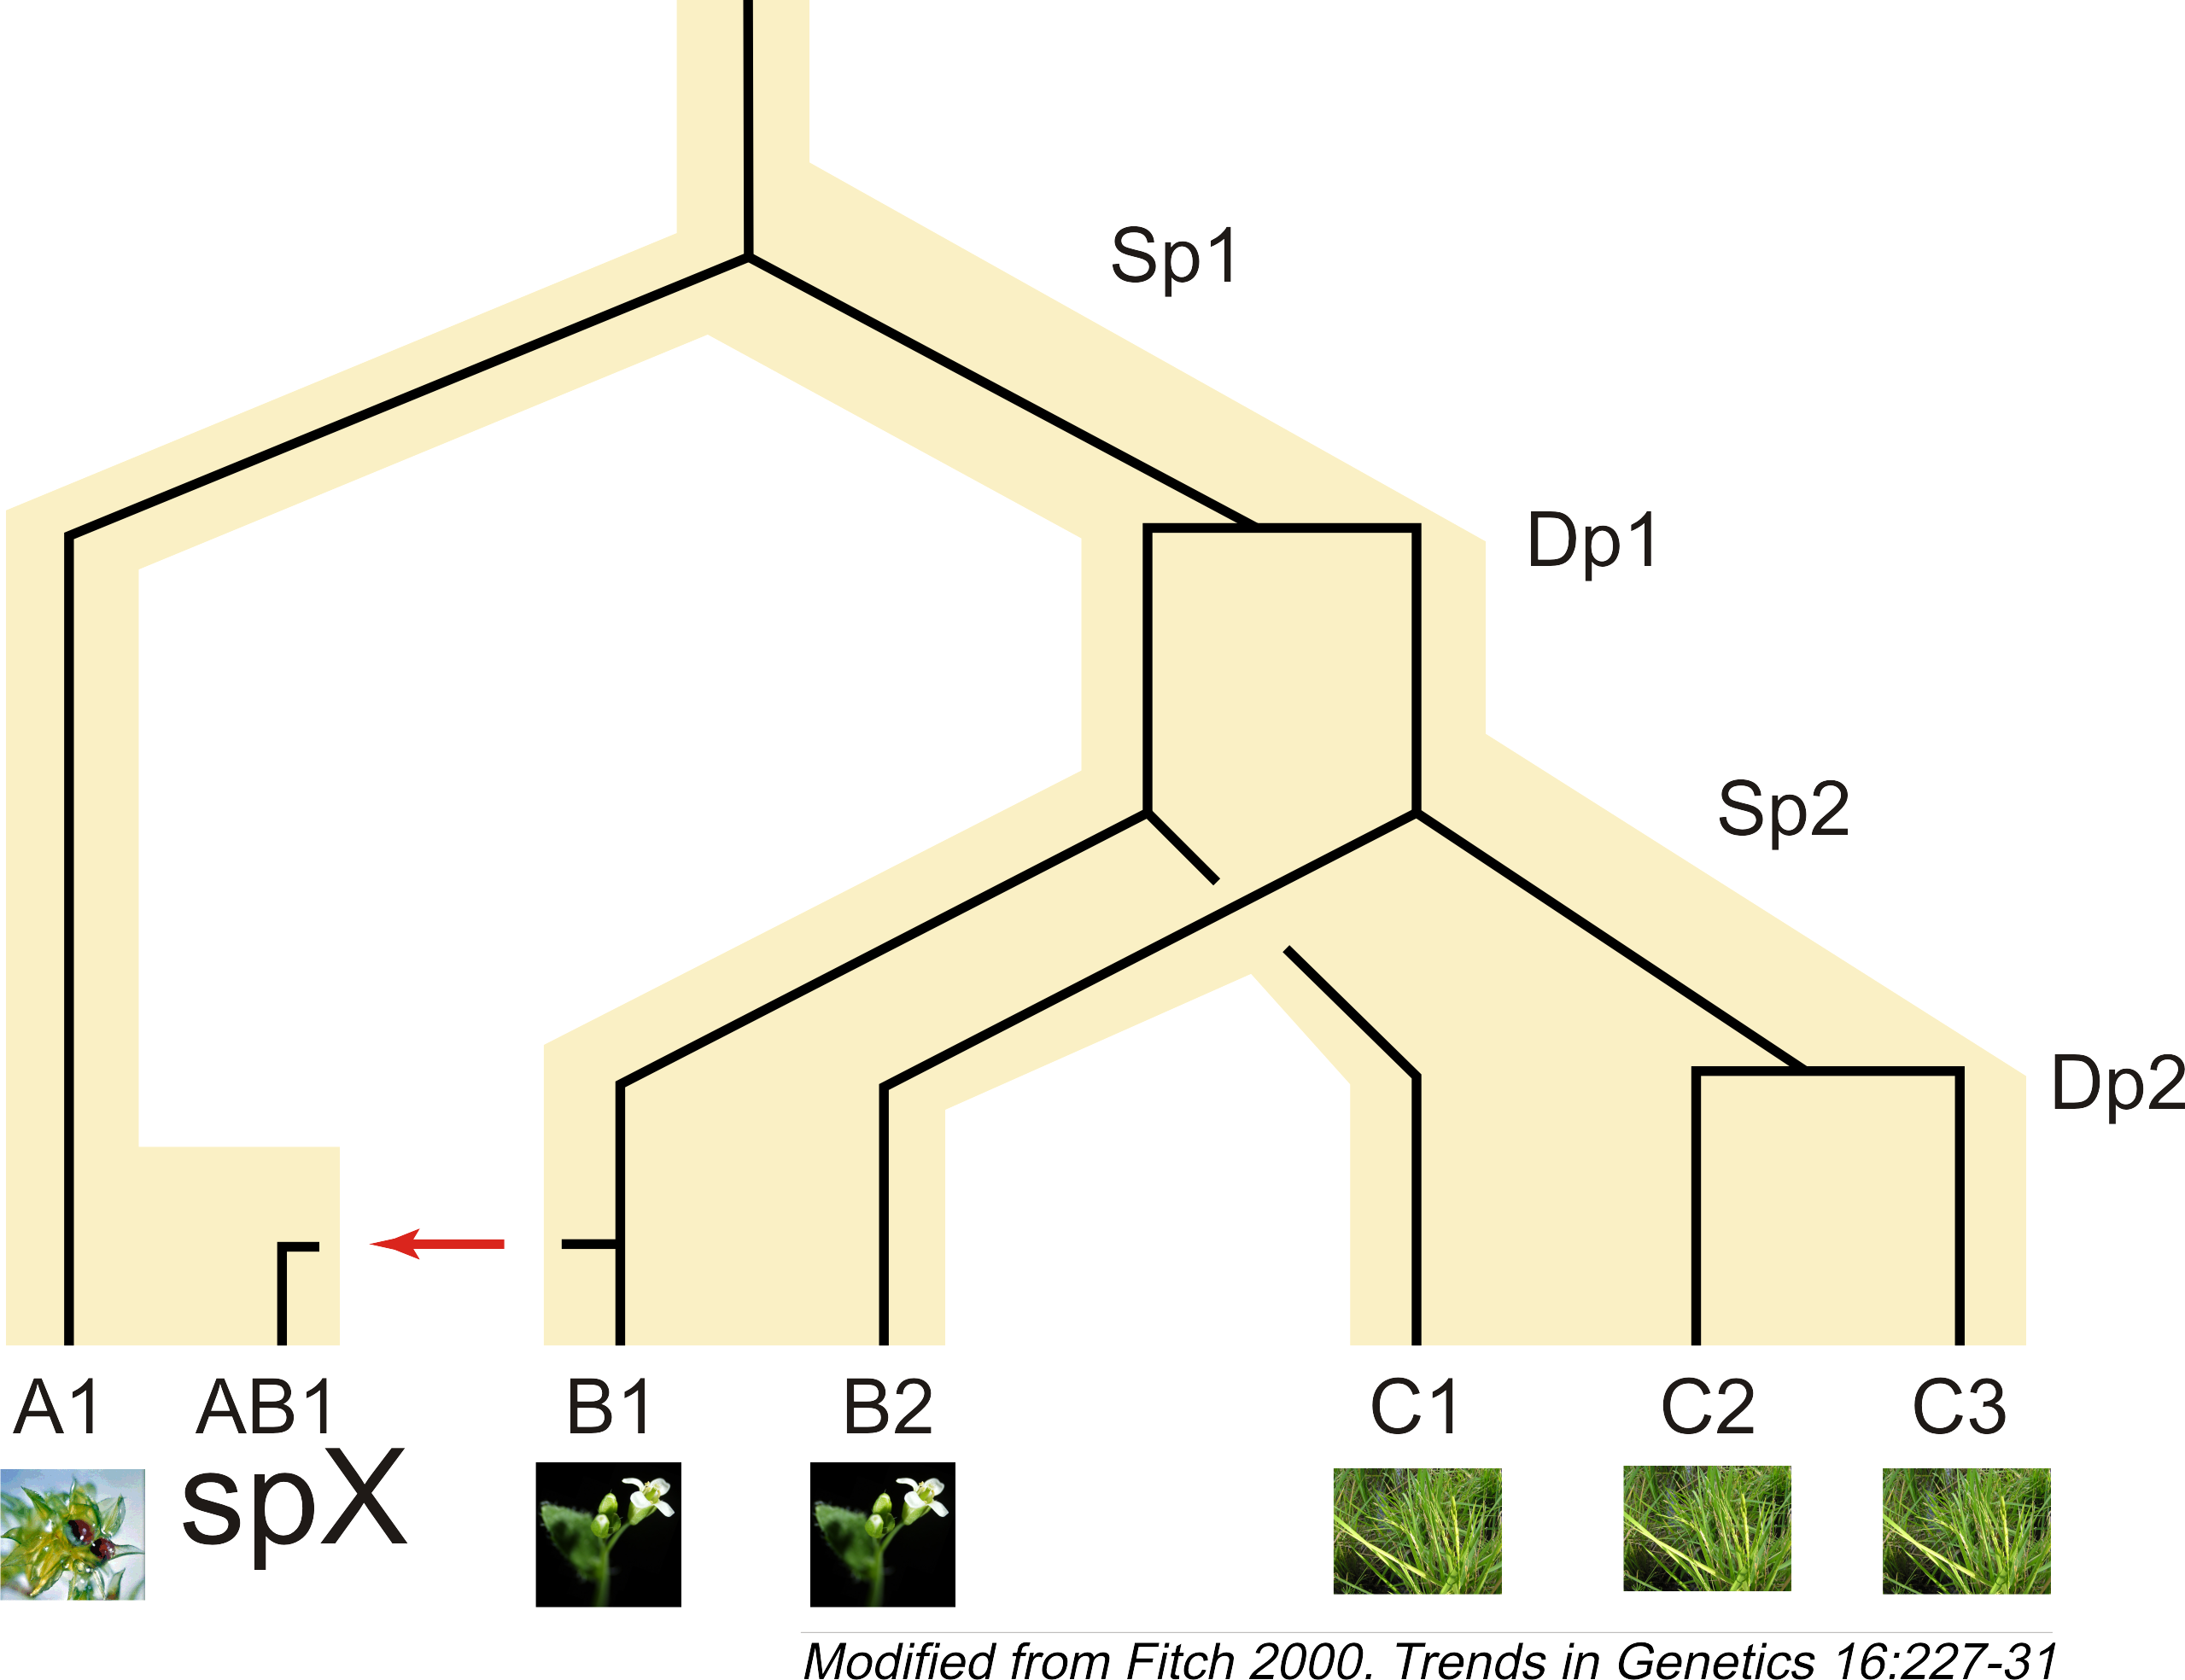 Sp1
Dp1
Sp2
Dp2
A1 AB1 B1 B2 C1 C2 C3
spX
Modified from Fitch 2000. Trends in Genetics 16:227-31